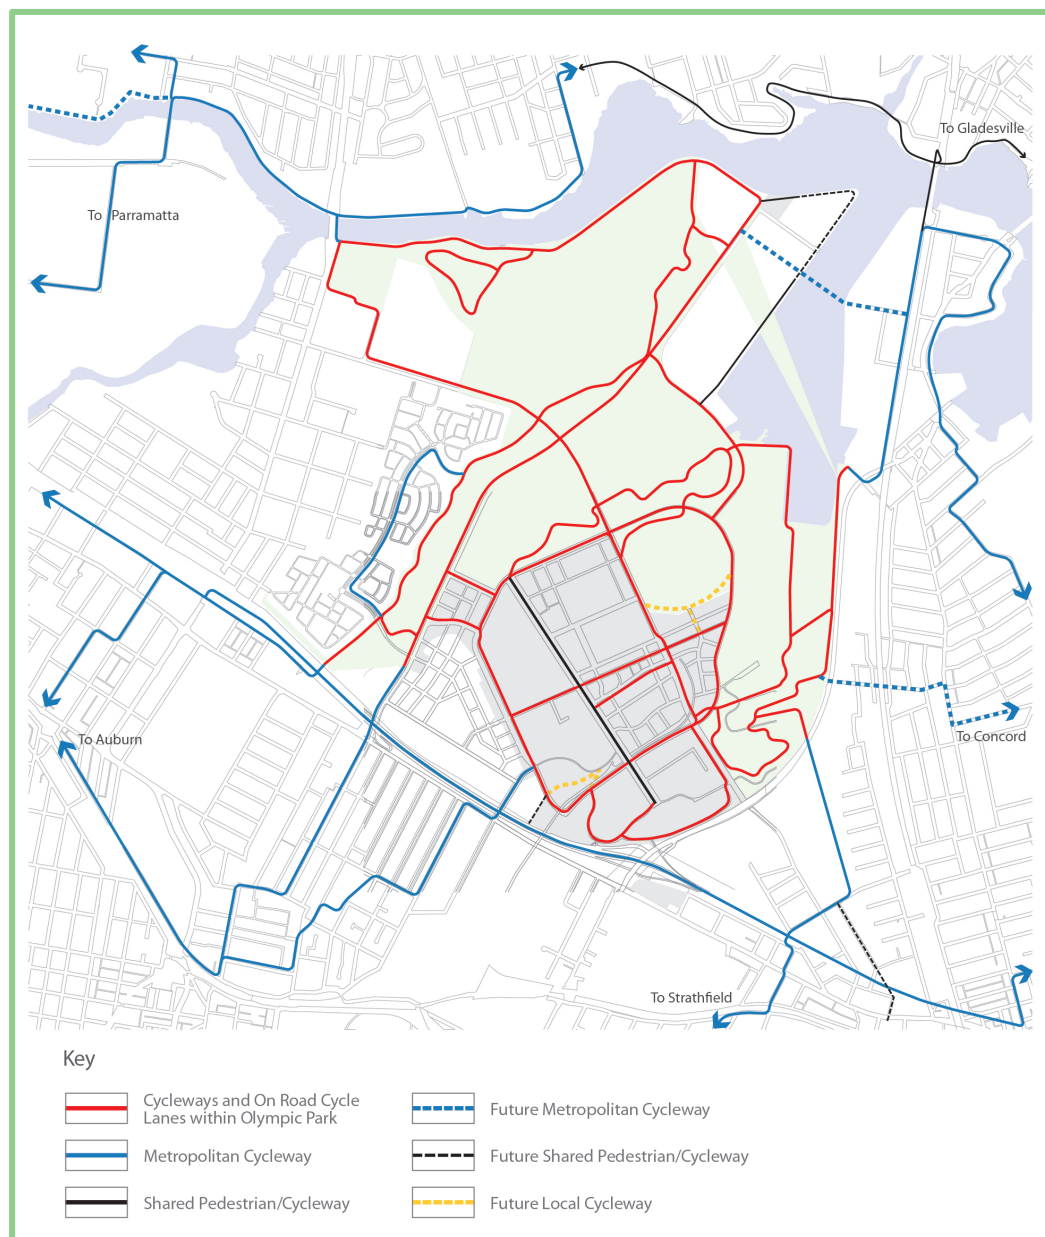 To Gladesville
To Parramatta
To Auburn
To Concord
To Strathfield
Key
Cycleways and On Road Cycle
Lanes within Olympic Park
Metropolitan Cycleway
Shared Pedestrian/Cycleway
Future Metropolitan Cycleway
Future Shared Pedestrian/Cycleway
Future Local Cycleway